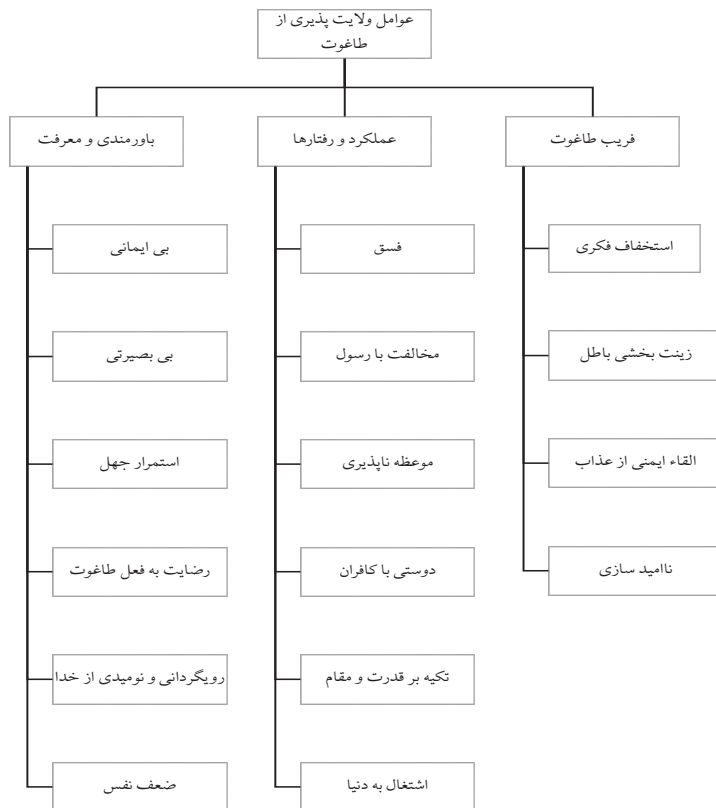 عوامل ولایت پذیری از
طاغوت
فریب طاغوت
عملکرد و رفتارها
باورمندی و معرفت
استخفاف فکری
فسق
بی ایمانی
زینت بخشی باطل
مخالفت با رسول
بی بصیرتی
القاء ایمنی از عذاب
موعظه ناپذیری
استمرار جهل
ناامید سازی
دوستی با کافران
رضایت به فعل طاغوت
تکیه بر قدرت و مقام
رویگردانی و نومیدی از خدا
اشتغال به دنیا
ضعف نفس